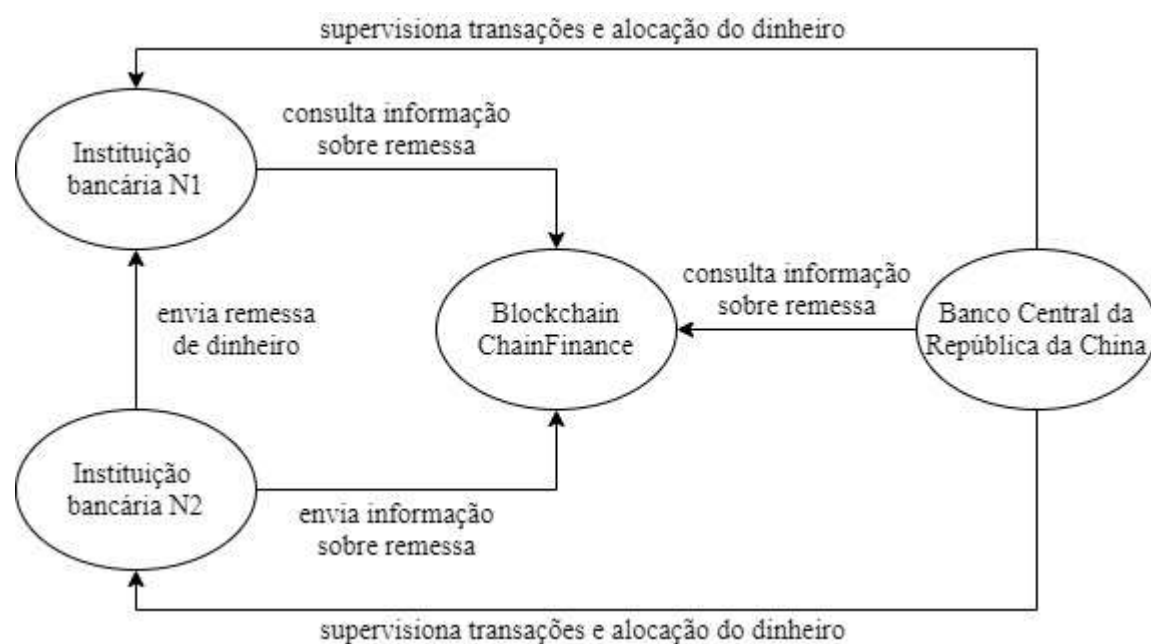 supervisiona transações e alocação do dinheiro
consulta informação
sobre remessa
Instituição
bancária N1
consulta informação
sobre remessa
Blockchain
ChainFinance
Banco Central da
República da China
envia remessa
de dinheiro
Instituição
bancária N2
envia informação
sobre remessa
supervisiona transações e alocação do dinheiro